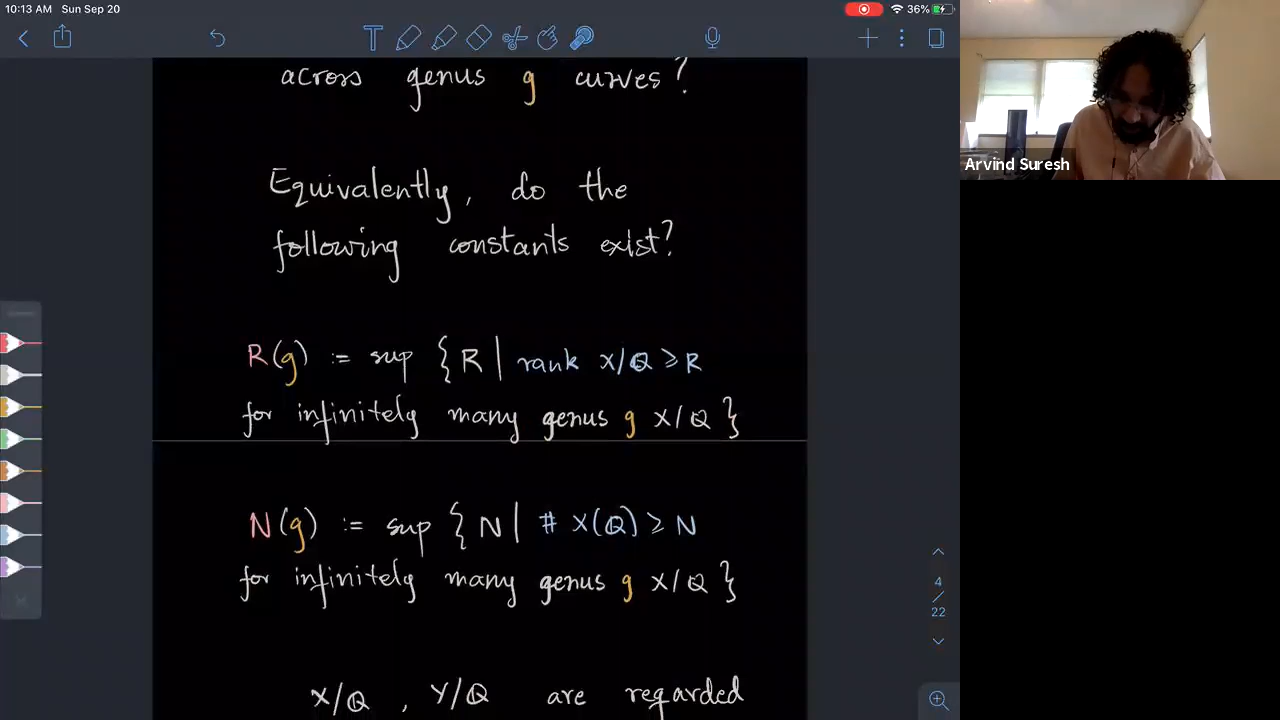 10:13 AM Sun Sep 20
36%
across genus g curves?
Equivalently, do the
following constants exist?
R(g) := sup { R | rank X/ℚ ≥ R
for infinitely many genus g X/ℚ }
N(g) := sup { N | # X(ℚ) ≥ N
for infinitely many genus g X/ℚ }
X/ℚ , Y/ℚ are regarded
4
/
22
Arvind Suresh